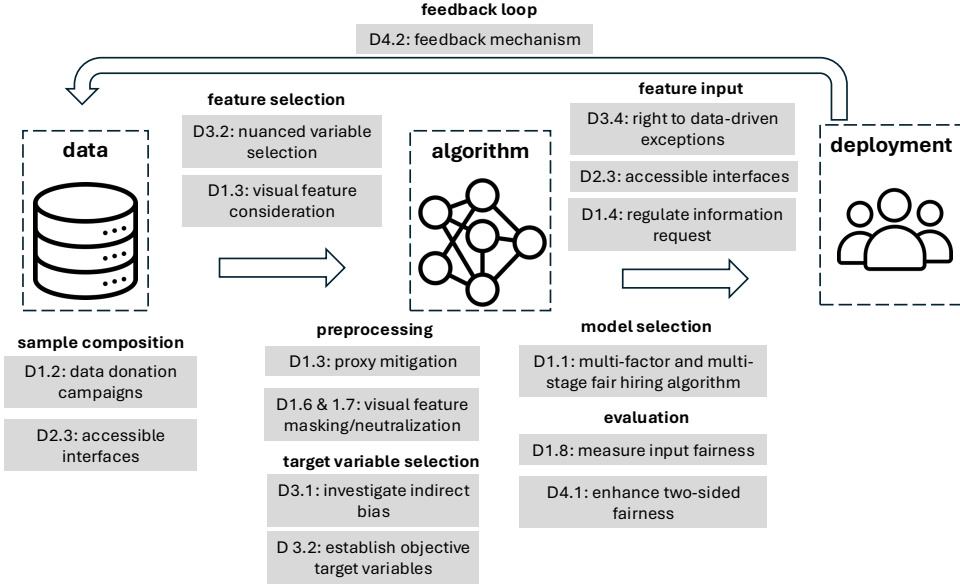 feedback loop
D4.2: feedback mechanism
feature selection
D3.2: nuanced variable
selection
D1.3: visual feature
consideration
feature input
D3.4: right to data-driven
exceptions
D2.3: accessible interfaces
D1.4: regulate information
request
data
algorithm
deployment
sample composition
D1.2: data donation
campaigns
D2.3: accessible
interfaces
preprocessing
D1.3: proxy mitigation
D1.6 & 1.7: visual feature
masking/neutralization
target variable selection
D3.1: investigate indirect
bias
D 3.2: establish objective
target variables
model selection
D1.1: multi-factor and multi-
stage fair hiring algorithm
evaluation
D1.8: measure input fairness
D4.1: enhance two-sided
fairness